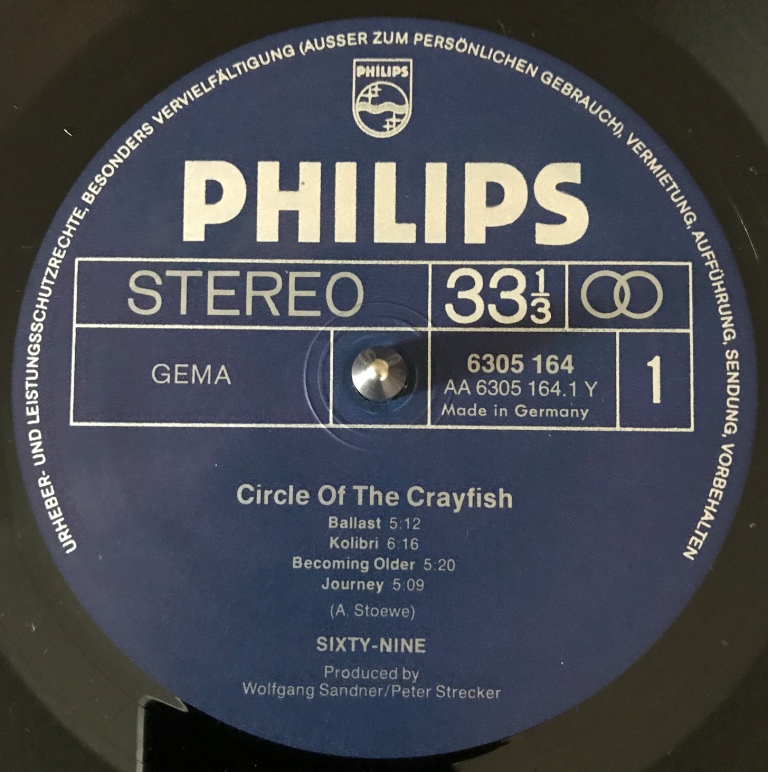 URHEBER- UND LEISTUNGSSCHUTZRECHTE, BESONDERS VERVIELFÄLTIGUNG (AUSSER ZUM PERSÖNLICHEN GEBRAUCH), VERMIETUNG, AUFFÜHRUNG, SENDUNG, VORBEHALTEN
PHILIPS
PHILIPS
STEREO 33 1/3
GEMA
6305 164
AA 6305 164.1 Y
Made in Germany
1
Circle Of The Crayfish
Ballast 5:12
Kolibri 6:16
Becoming Older 5:20
Journey 5:09
(A. Stoewe)
SIXTY-NINE
Produced by
Wolfgang Sandner/Peter Strecker